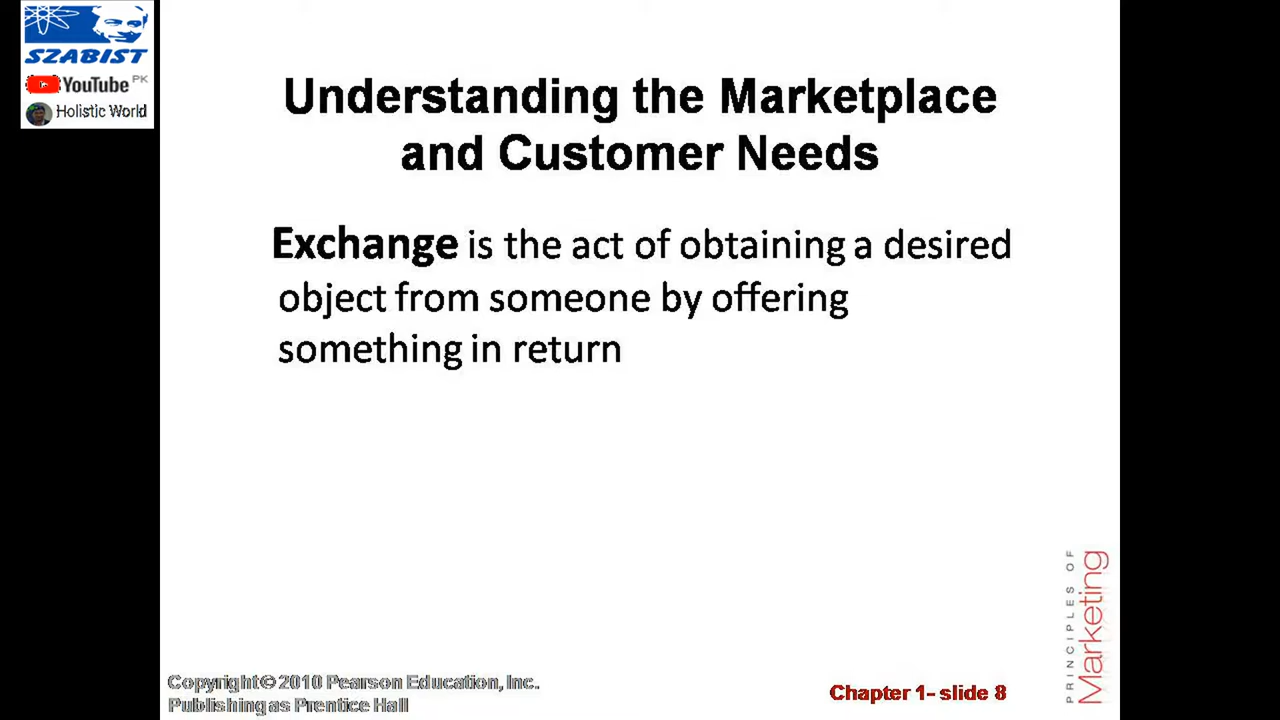 SZABIST
YouTube PK
Holistic World
Understanding the Marketplace
and Customer Needs
Exchange is the act of obtaining a desired
object from someone by offering
something in return
PRINCIPLES OF
Marketing
Copyright © 2010 Pearson Education, Inc.
Publishing as Prentice Hall
Chapter 1- slide 8